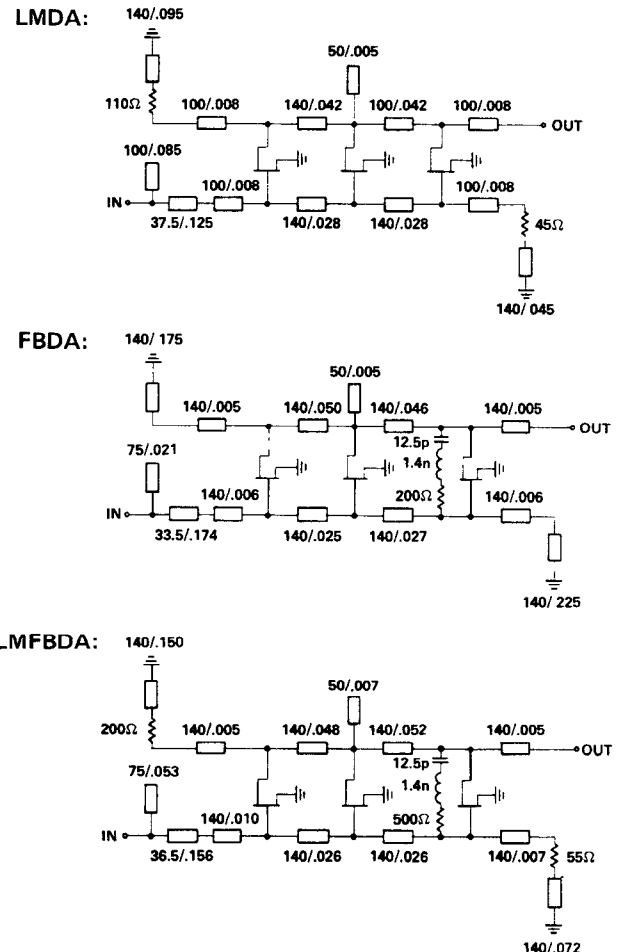 LMDA:
140/.095
50/.005
110Ω
100/.008
140/.042
100/.042
100/.008
OUT
100/.085
100/.008
100/.008
IN
37.5/.125
140/.028
140/.028
45Ω
140/045
FBDA:
140/ 175
50/.005
140/.005
140/.050
140/.046
140/.005
OUT
12.5p
75/.021
1.4n
200Ω
140/.006
140/.006
IN
33.5/.174
140/.025
140/.027
140/ 225
LMFBDA:
140/.150
50/.007
200Ω
140/.005
140/.048
140/.052
140/.005
OUT
12.5p
75/.053
1.4n
500Ω
140/.010
IN
36.5/.156
140/.026
140/.026
140/.007
55Ω
140/.072